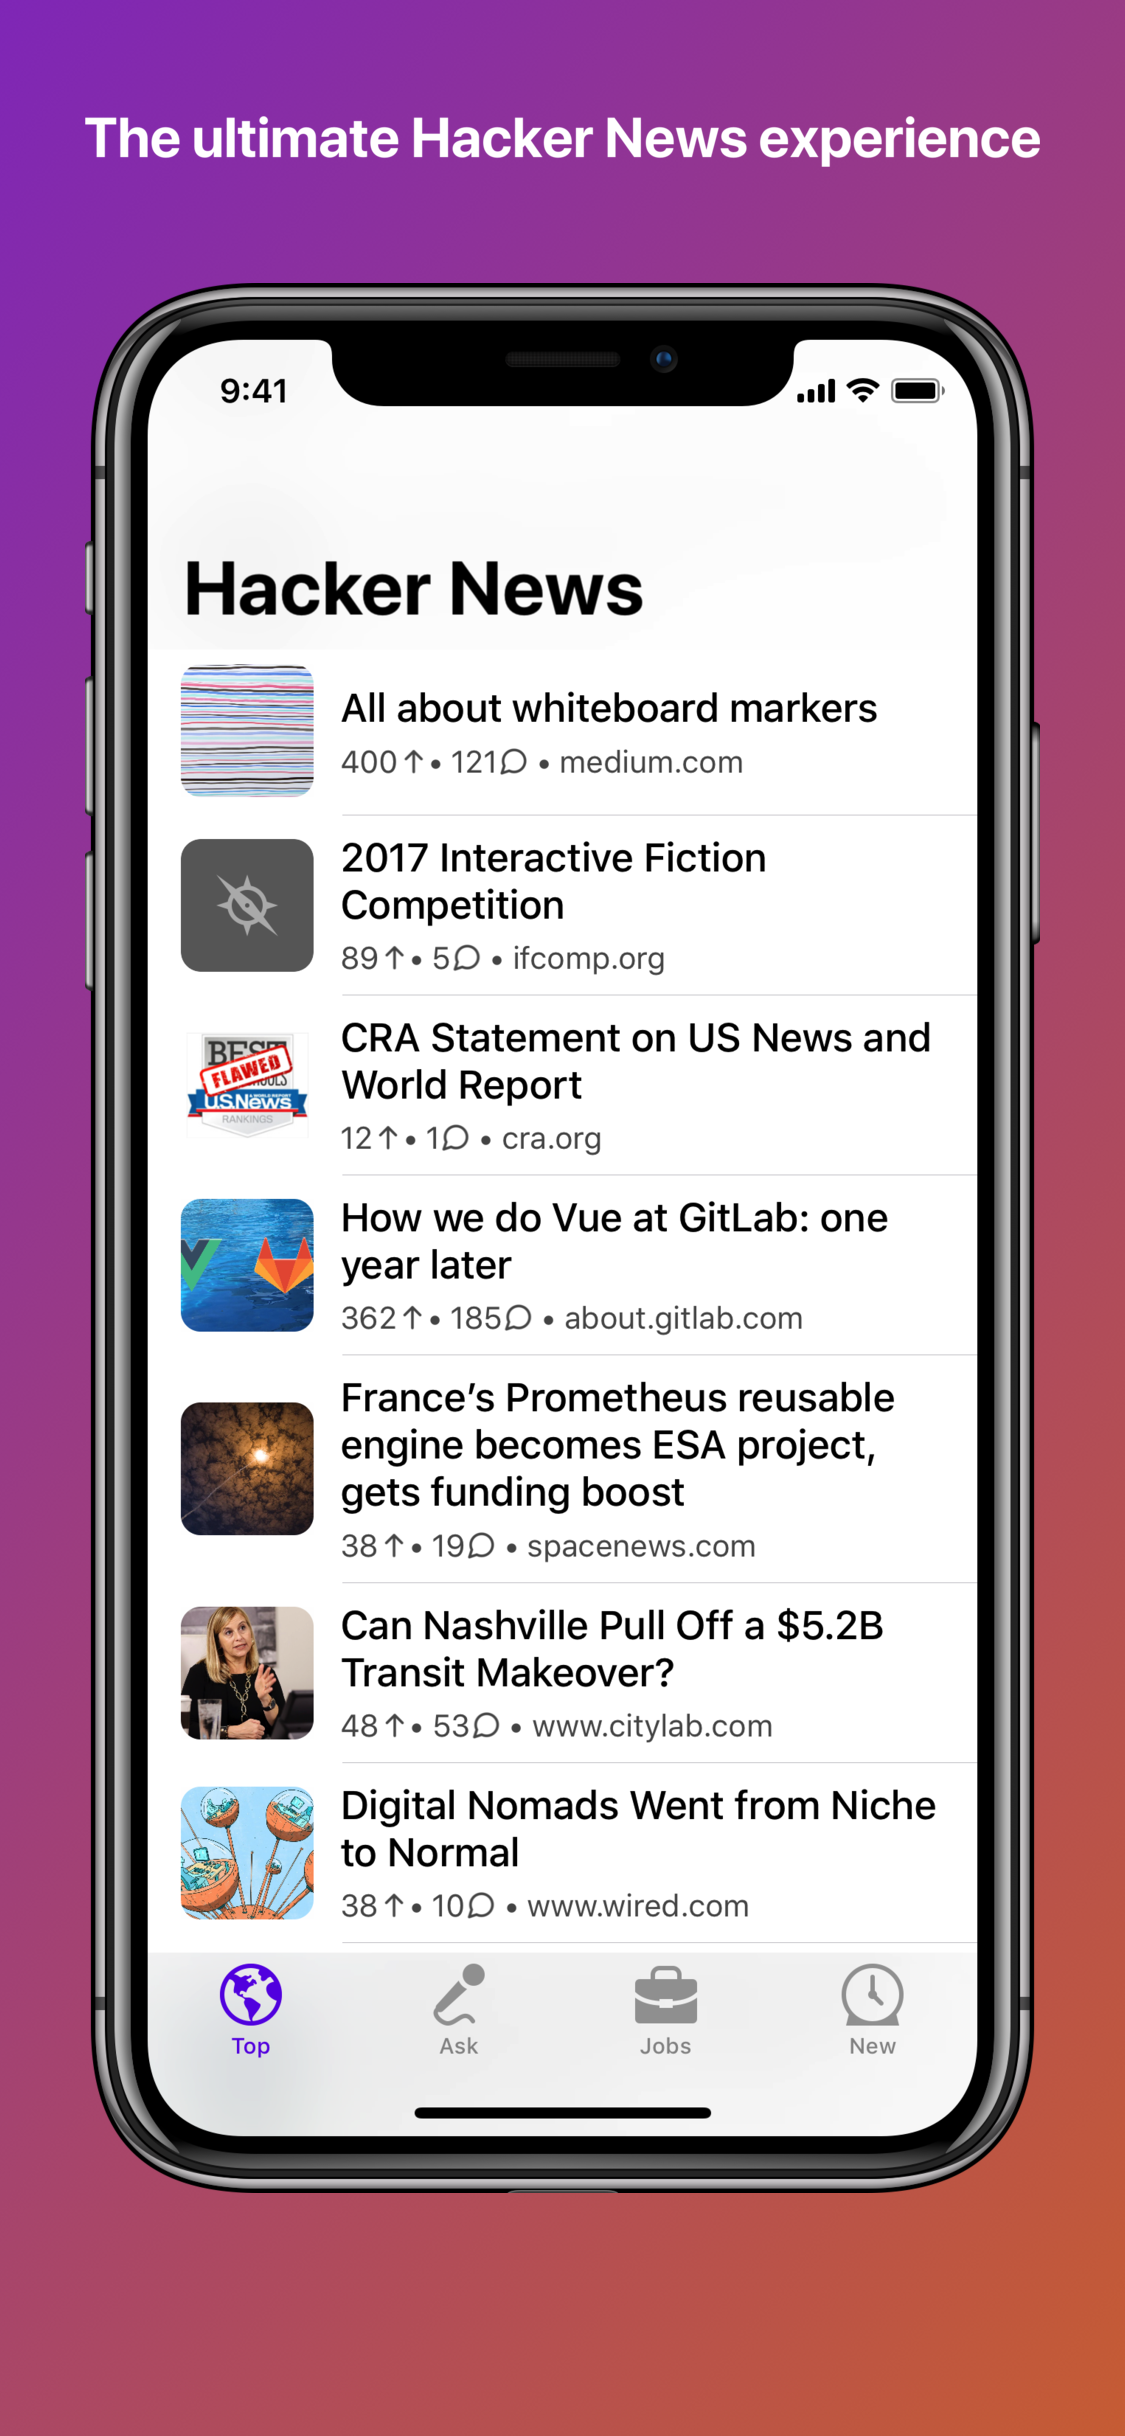 The ultimate Hacker News experience
9:41
Hacker News
All about whiteboard markers
400↑ • 121 • medium.com
2017 Interactive Fiction
Competition
89↑ • 5 • ifcomp.org
BEST
FLAWED
U.S.News
RANKINGS
CRA Statement on US News and
World Report
12↑ • 1 • cra.org
How we do Vue at GitLab: one
year later
362↑ • 185 • about.gitlab.com
France’s Prometheus reusable
engine becomes ESA project,
gets funding boost
38↑ • 19 • spacenews.com
Can Nashville Pull Off a $5.2B
Transit Makeover?
48↑ • 53 • www.citylab.com
Digital Nomads Went from Niche
to Normal
38↑ • 10 • www.wired.com
Top
Ask
Jobs
New